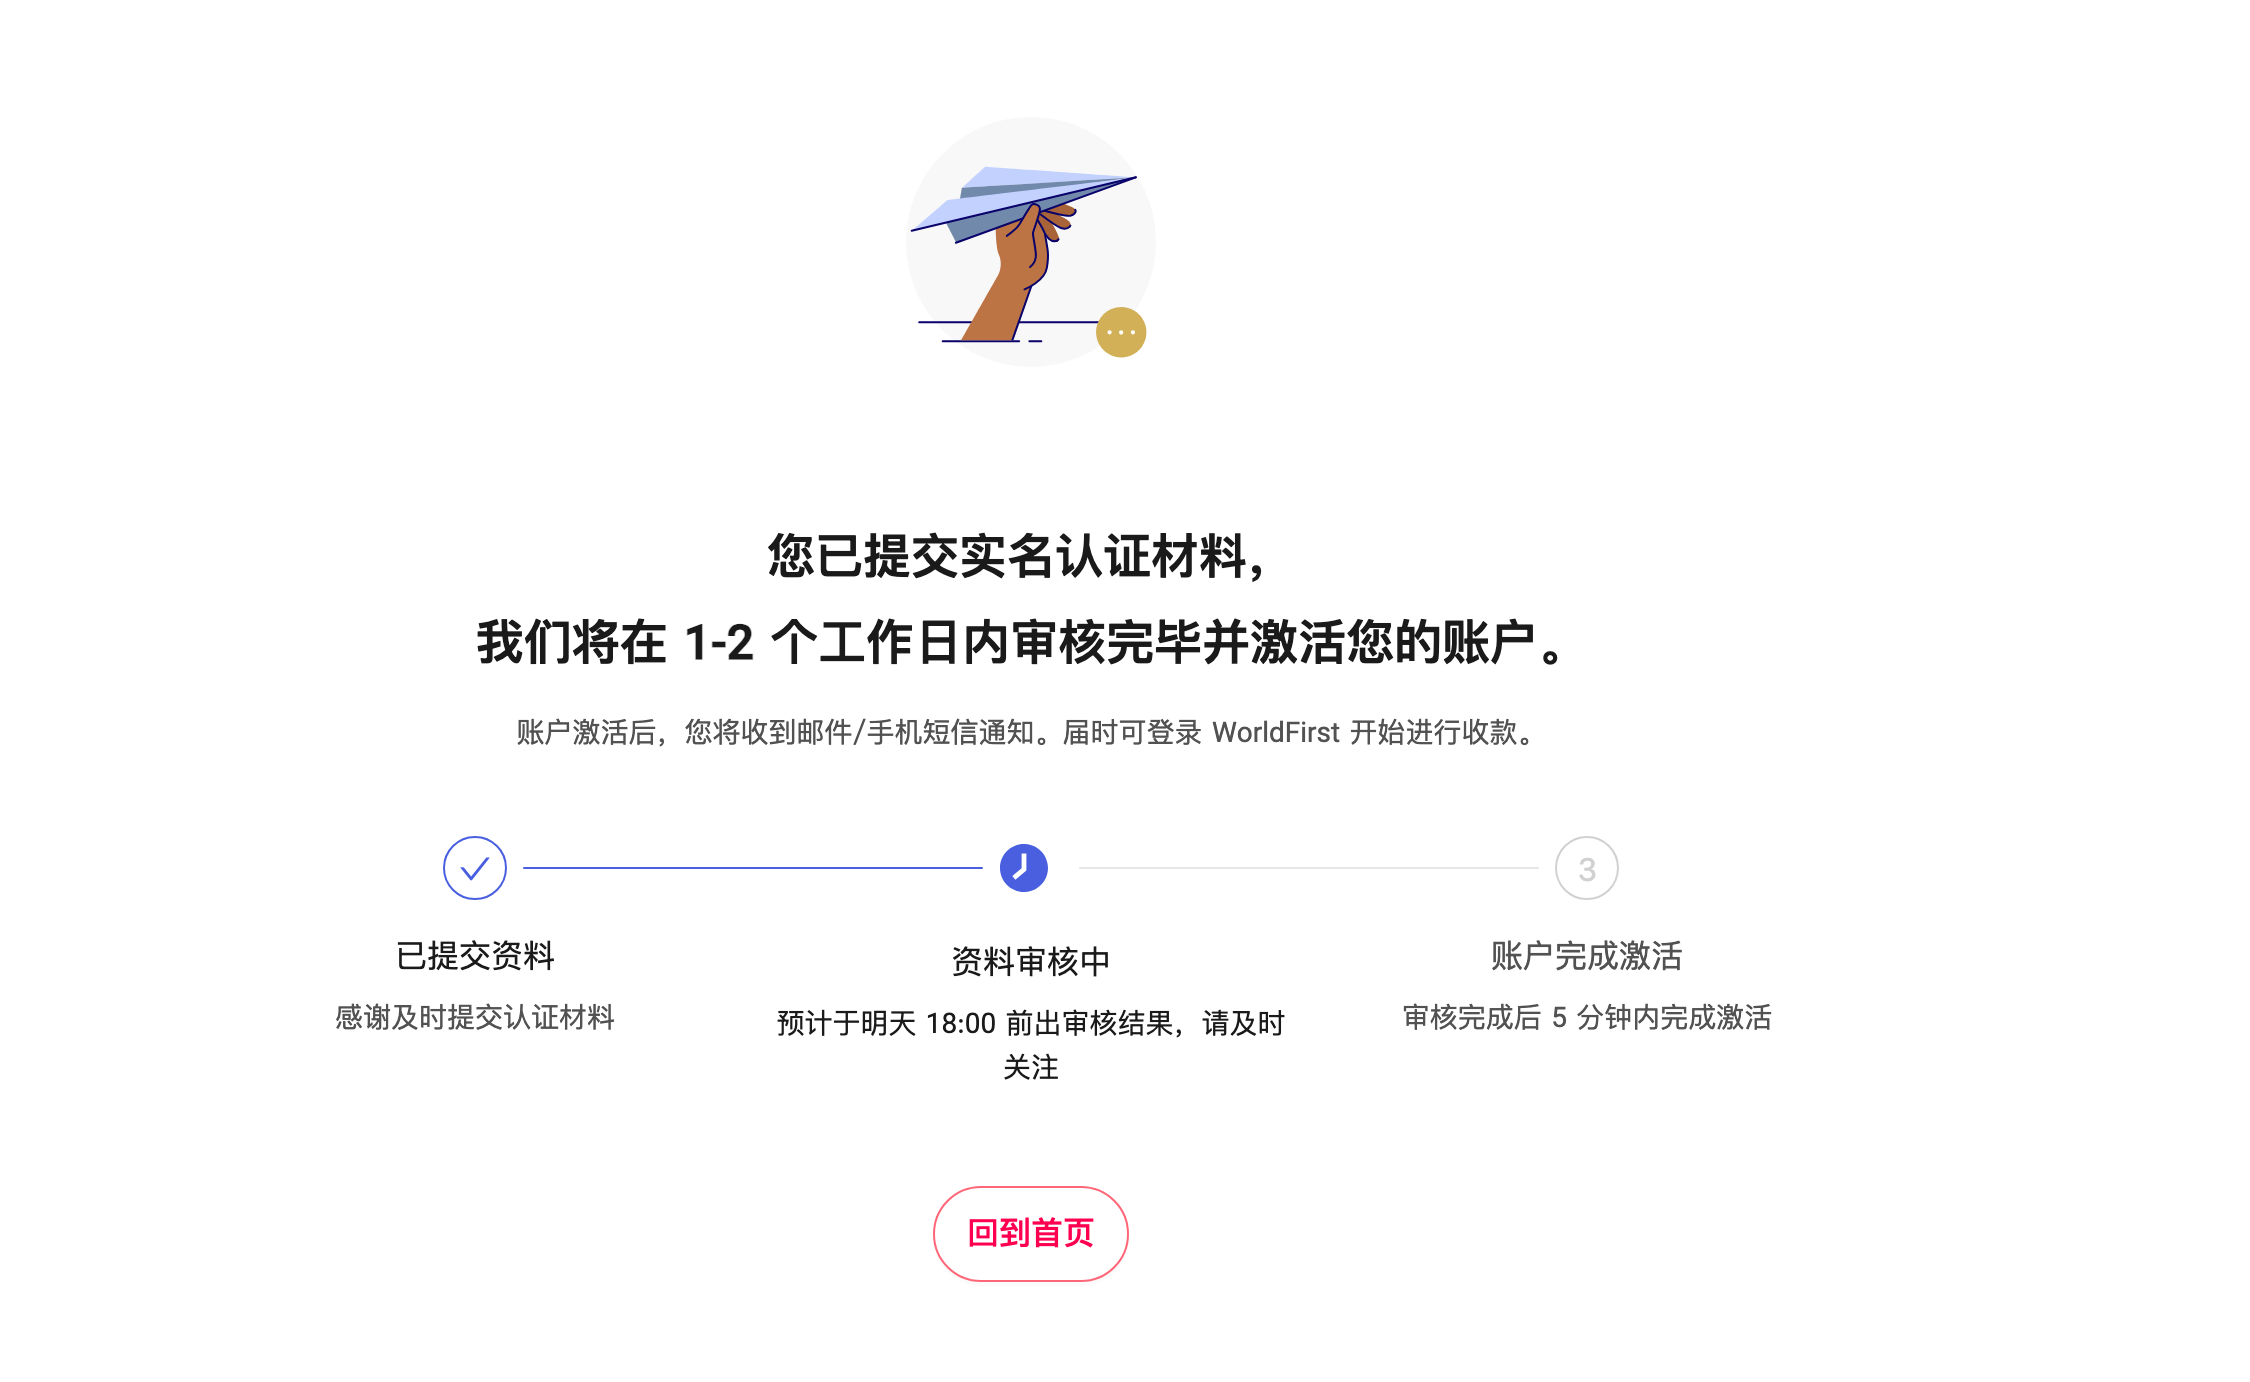 您已提交实名认证材料，
我们将在 1-2 个工作日内审核完毕并激活您的账户。
账户激活后，您将收到邮件/手机短信通知。届时可登录 WorldFirst 开始进行收款。
3
已提交资料
感谢及时提交认证材料
资料审核中
预计于明天 18:00 前出审核结果，请及时
关注
账户完成激活
审核完成后 5 分钟内完成激活
回到首页